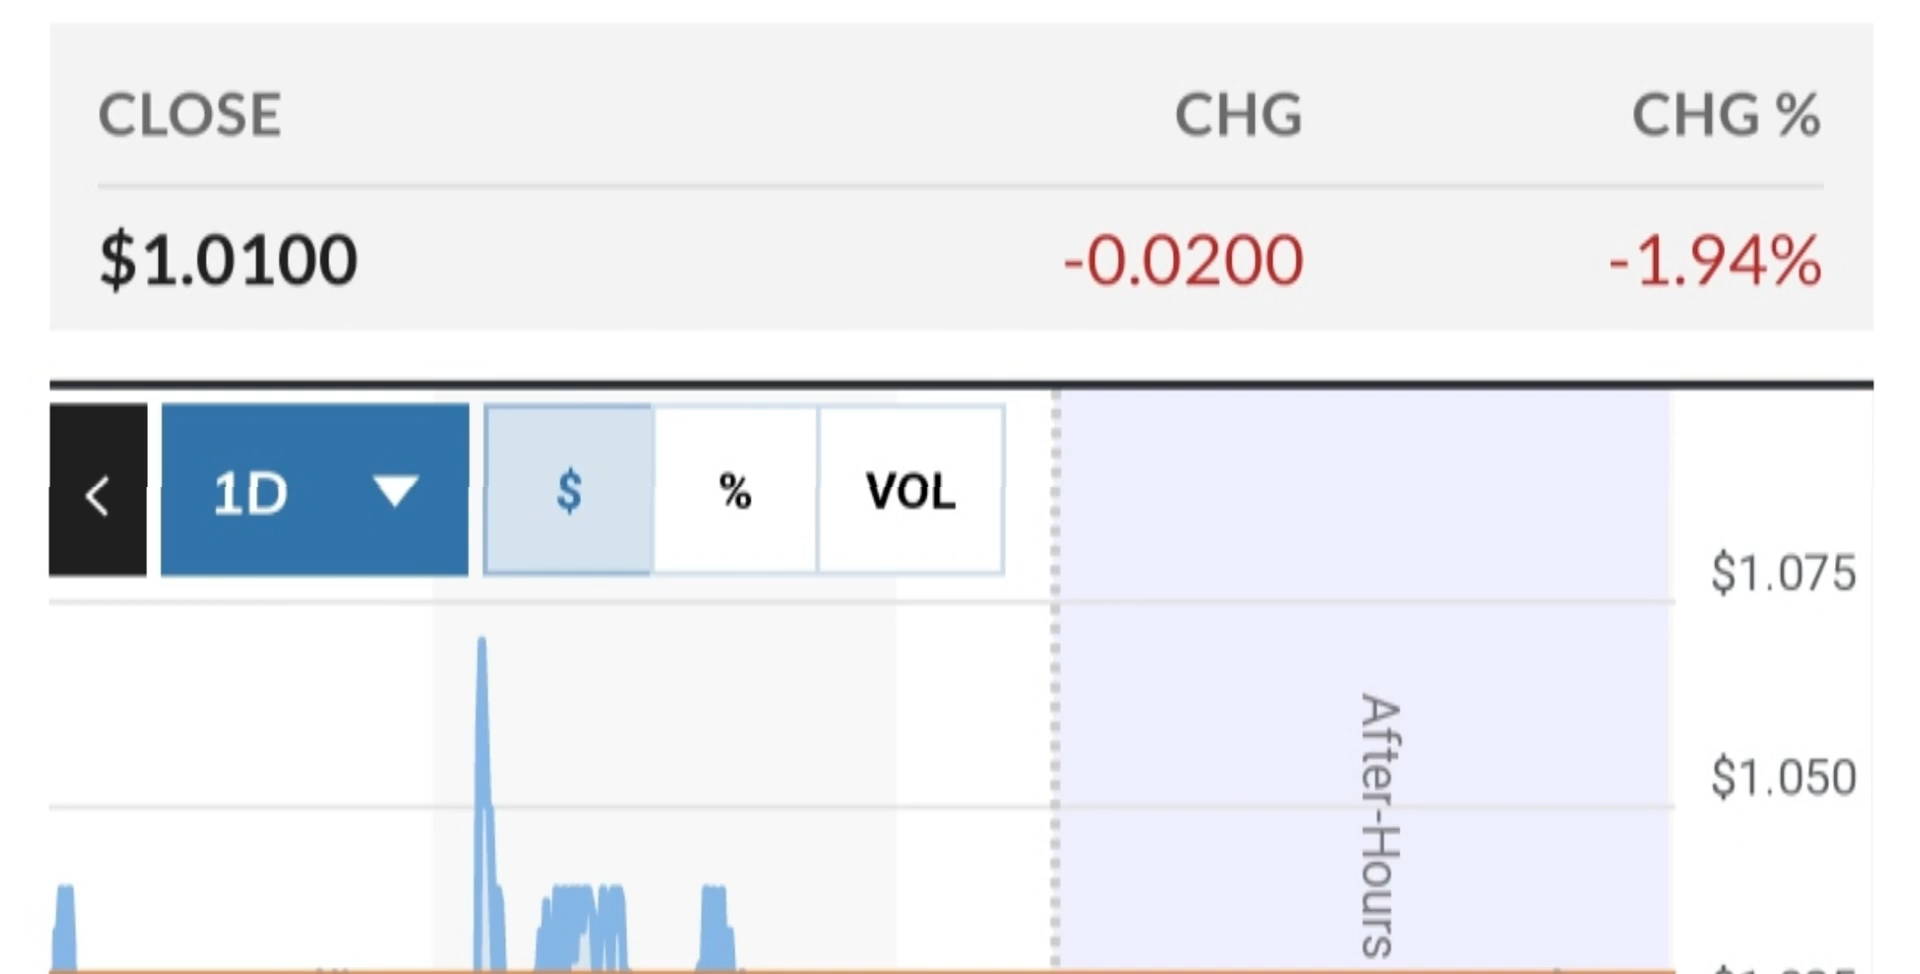 CLOSE CHG CHG %
$1.0100 -0.0200 -1.94%
< 1D $ % VOL
$1.075
After-Hours
$1.050